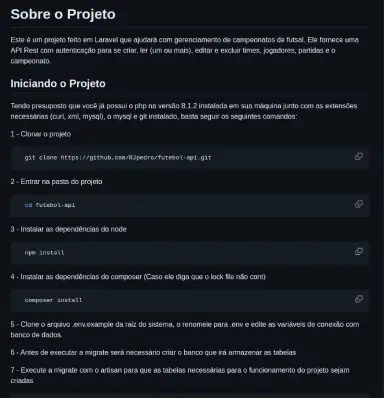 Sobre o Projeto
Este é um projeto feito em Laravel que ajudará com gerenciamento de campeonatos de futsal. Ele fornece uma
API Rest com autenticação para se criar, ler (um ou mais), editar e excluir times, jogadores, partidas e o
campeonato.
Iniciando o Projeto
Tendo presuposto que você já possui o php na versão 8.1.2 instalada em sua máquina junto com as extensões
necessárias (curl, xml, mysql), o mysql e git instalado, basta seguir os seguintes comandos:
1 - Clonar o projeto
git clone https://github.com/RJpedro/futebol-api.git
2 - Entrar na pasta do projeto
cd futebol-api
3 - Instalar as dependências do node
npm install
4 - Instalar as dependências do composer (Caso ele diga que o lock file não cont)
composer install
5 - Clone o arquivo .env.example da raiz do sistema, o renomeie para .env e edite as variáveis de conexão com
banco de dados.
6 - Antes de executar a migrate será necessário criar o banco que irá armazenar as tabelas
7 - Execute a migrate com o artisan para que as tabelas necessárias para o funcionamento do projeto sejam
criadas